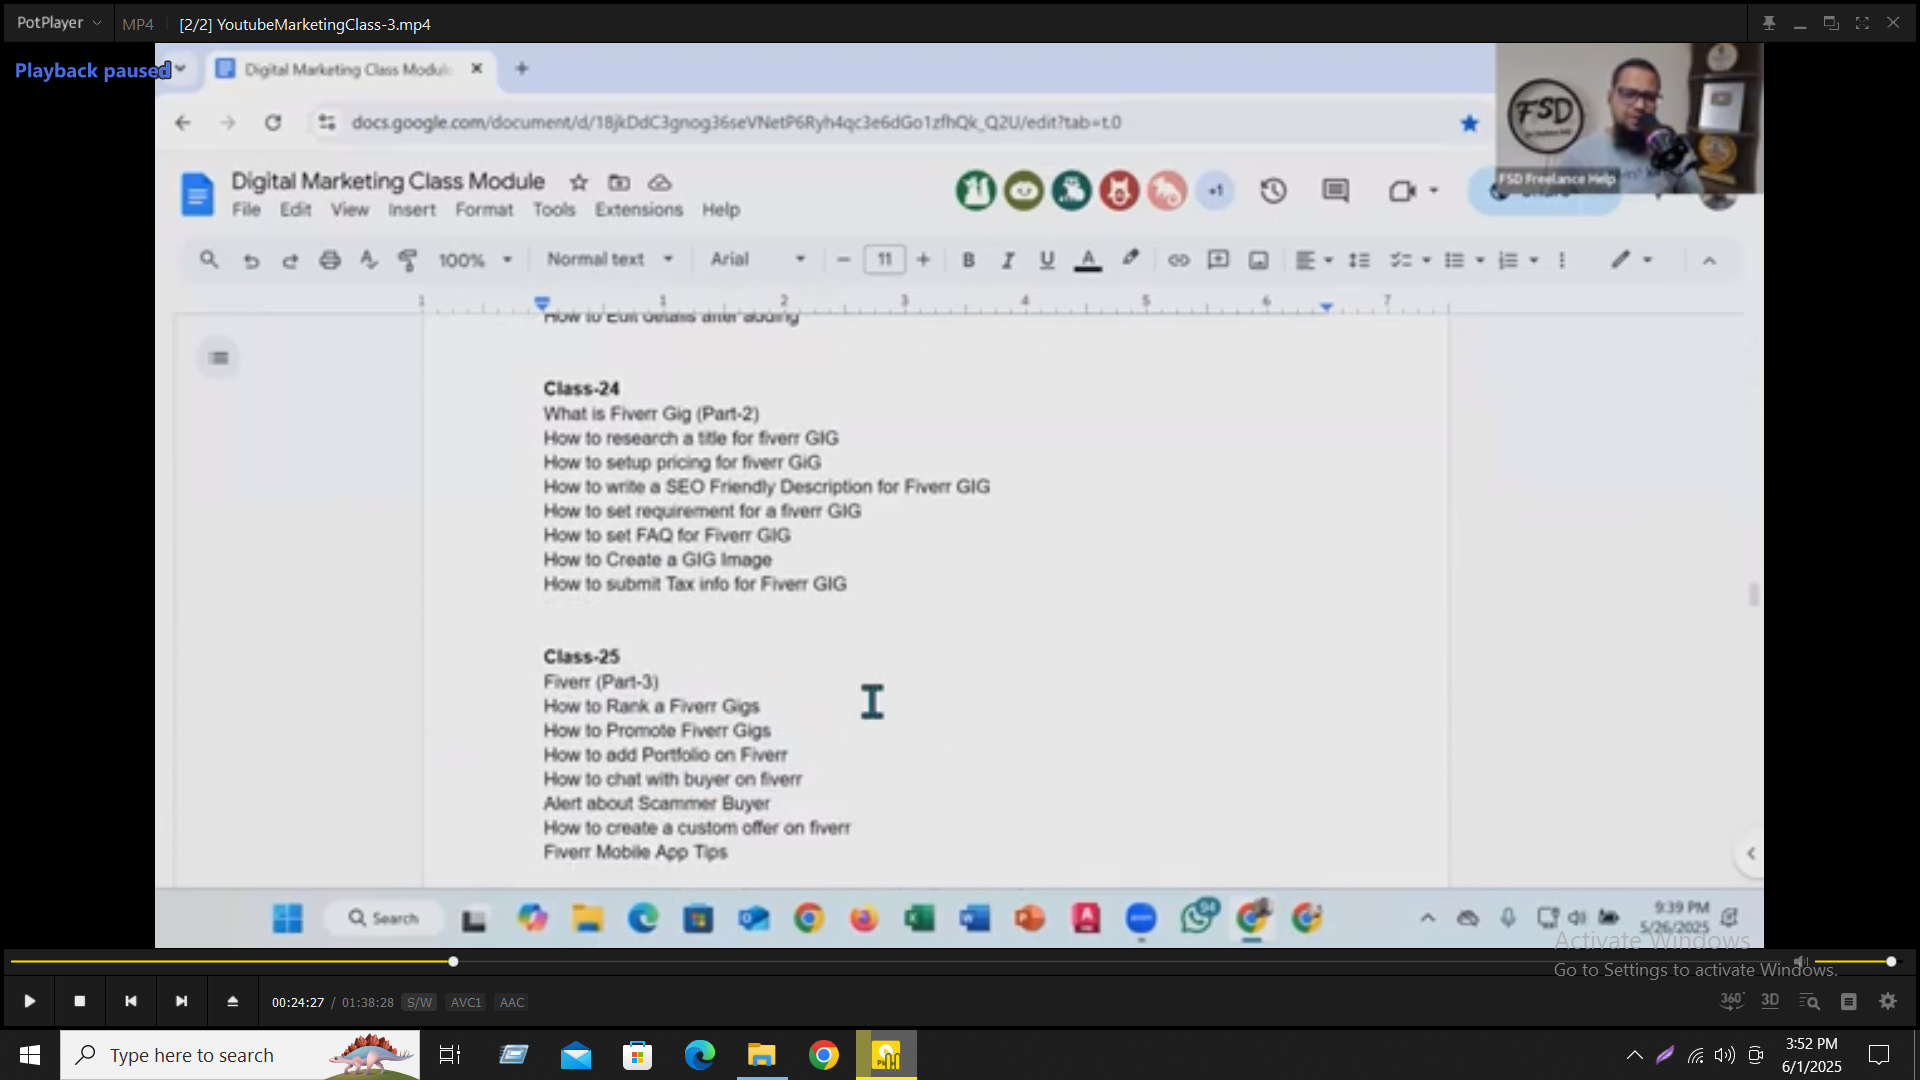 PotPlayer
MP4
[2/2] YoutubeMarketingClass-3.mp4
Playback paused
Digital Marketing Class Module
docs.google.com/document/d/18jkDdC3gnog36seVNetP6Ryh4qc3e6dGo1zfhQk_Q2U/edit?tab=t.0
FSD
FSD Freelance Help
Digital Marketing Class Module
File Edit View Insert Format Tools Extensions Help
+1
100% Normal text Arial 11 B I U A
1 1 2 3 4 5 6 7
How to Edit details after adding
Class-24
What is Fiverr Gig (Part-2)
How to research a title for fiverr GIG
How to setup pricing for fiverr GiG
How to write a SEO Friendly Description for Fiverr GIG
How to set requirement for a fiverr GIG
How to set FAQ for Fiverr GIG
How to Create a GIG Image
How to submit Tax info for Fiverr GIG
Class-25
Fiverr (Part-3)
How to Rank a Fiverr Gigs
How to Promote Fiverr Gigs
How to add Portfolio on Fiverr
How to chat with buyer on fiverr
Alert about Scammer Buyer
How to create a custom offer on fiverr
Fiverr Mobile App Tips
Search
94
9:39 PM
5/26/2025
Activate Windows
Go to Settings to activate Windows.
00:24:27 / 01:38:28 S/W AVC1 AAC
360° 3D
Type here to search
3:52 PM
6/1/2025